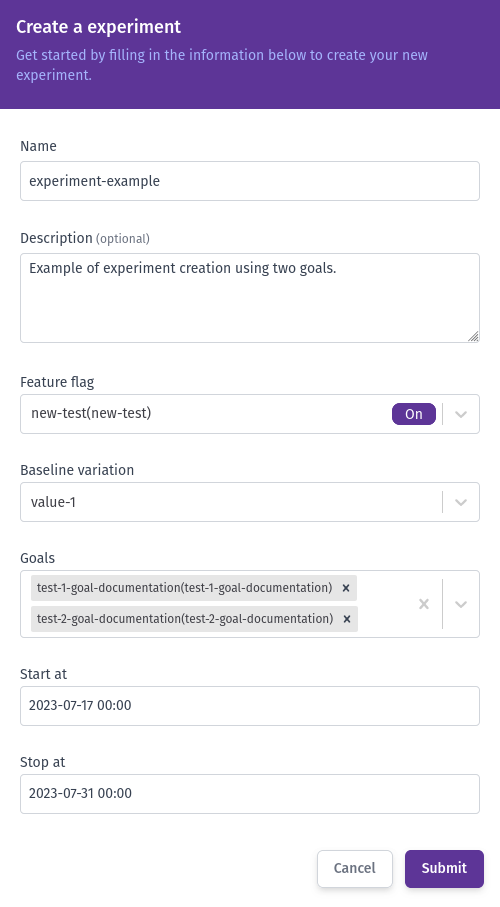 Create a experiment
Get started by filling in the information below to create your new
experiment.
Name
experiment-example
Description (optional)
Example of experiment creation using two goals.
Feature flag
new-test(new-test) On
Baseline variation
value-1
Goals
test-1-goal-documentation(test-1-goal-documentation) ×
test-2-goal-documentation(test-2-goal-documentation) ×
Start at
2023-07-17 00:00
Stop at
2023-07-31 00:00
Cancel Submit